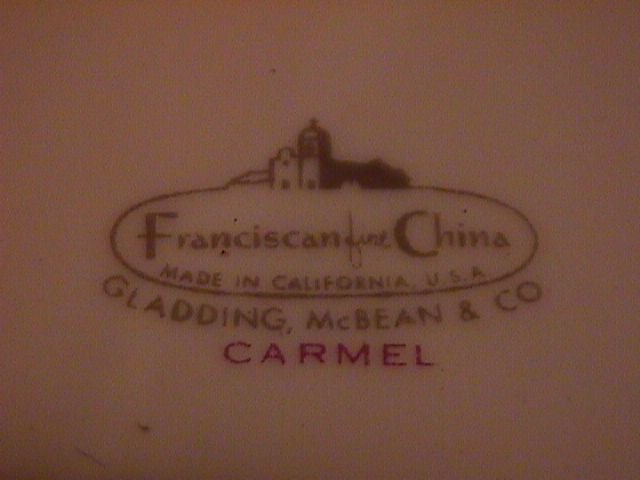 Franciscan fine China
MADE IN CALIFORNIA, U.S.A.
GLADDING, McBEAN & CO
CARMEL